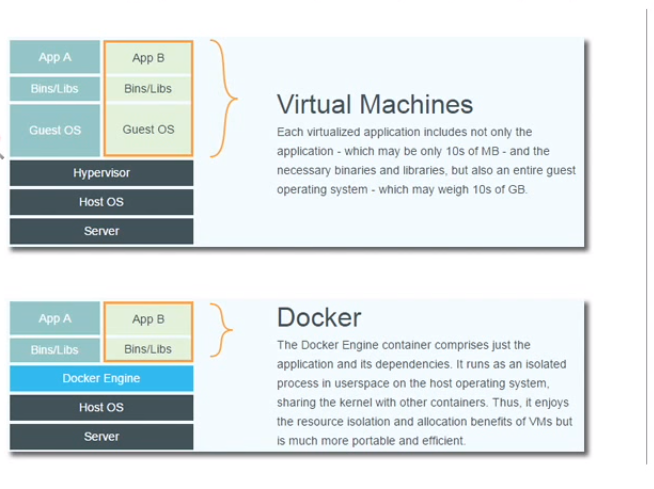 App A
App B
Bins/Libs
Bins/Libs
Guest OS
Guest OS
Hypervisor
Host OS
Server
Virtual Machines
Each virtualized application includes not only the
application - which may be only 10s of MB - and the
necessary binaries and libraries, but also an entire guest
operating system - which may weigh 10s of GB.
App A
App B
Bins/Libs
Bins/Libs
Docker Engine
Host OS
Server
Docker
The Docker Engine container comprises just the
application and its dependencies. It runs as an isolated
process in userspace on the host operating system,
sharing the kernel with other containers. Thus, it enjoys
the resource isolation and allocation benefits of VMs but
is much more portable and efficient.